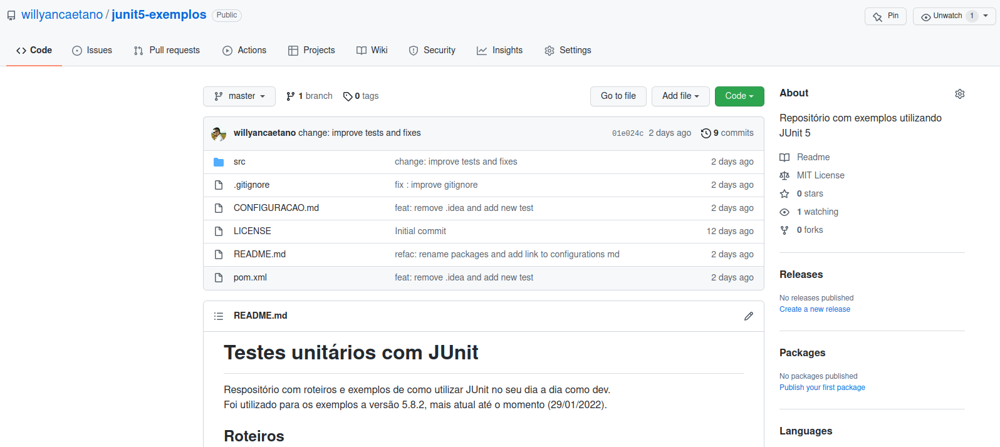 willyancaetano / junit5-exemplos Public
Pin Unwatch 1
Code Issues Pull requests Actions Projects Wiki Security Insights Settings
master 1 branch 0 tags Go to file Add file Code
willyancaetano change: improve tests and fixes 01e024c 2 days ago 9 commits
src change: improve tests and fixes 2 days ago
.gitignore fix : improve gitignore 2 days ago
CONFIGURACAO.md feat: remove .idea and add new test 2 days ago
LICENSE Initial commit 12 days ago
README.md refac: rename packages and add link to configurations md 2 days ago
pom.xml feat: remove .idea and add new test 2 days ago
README.md
Testes unitários com JUnit
Respositório com roteiros e exemplos de como utilizar JUnit no seu dia a dia como dev.
Foi utilizado para os exemplos a versão 5.8.2, mais atual até o momento (29/01/2022).
Roteiros
About
Repositório com exemplos utilizando
JUnit 5
Readme
MIT License
0 stars
1 watching
0 forks
Releases
No releases published
Create a new release
Packages
No packages published
Publish your first package
Languages